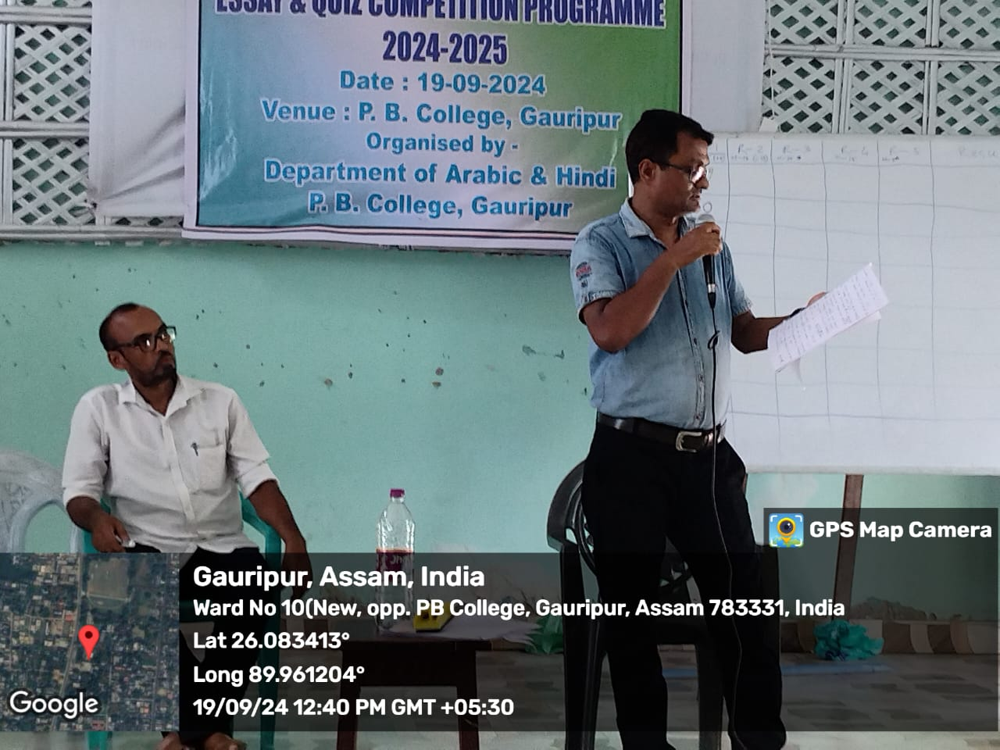 ESSAY & QUIZ COMPETITION PROGRAMME
2024-2025
Date : 19-09-2024
Venue : P. B. College, Gauripur
Organised by -
Department of Arabic & Hindi
P. B. College, Gauripur
R-2
R-3
R-4
R-5
GPS Map Camera
Gauripur, Assam, India
Ward No 10(New, opp. PB College, Gauripur, Assam 783331, India
Lat 26.083413°
Long 89.961204°
19/09/24 12:40 PM GMT +05:30
Google